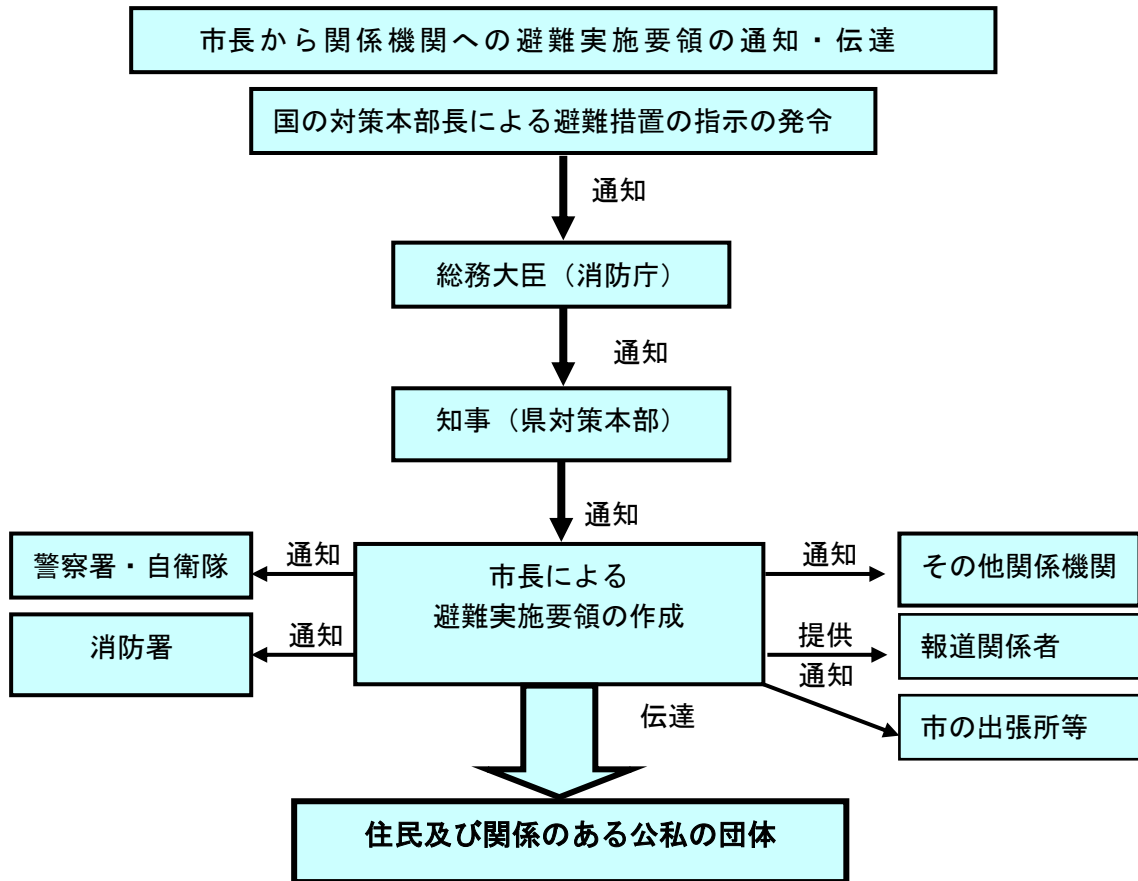 市長から関係機関への避難実施要領の通知・伝達
国の対策本部長による避難措置の指示の発令
通知
総務大臣（消防庁）
通知
知事（県対策本部）
通知
警察署・自衛隊
通知
市長による
避難実施要領の作成
通知
その他関係機関
消防署
通知
提供
報道関係者
通知
市の出張所等
伝達
住民及び関係のある公私の団体